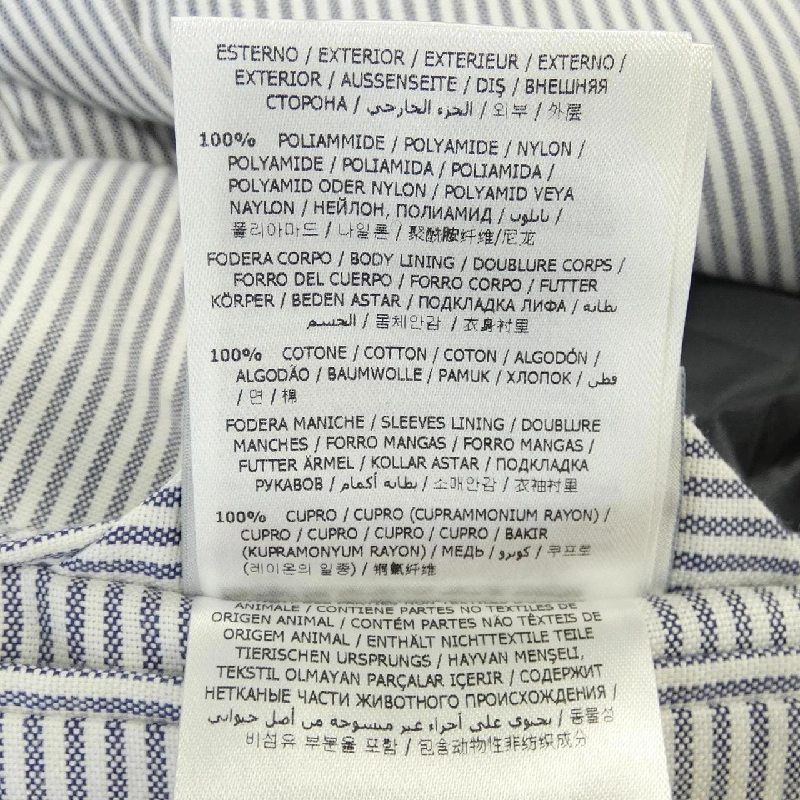 ESTERNO / EXTERIOR / EXTERIEUR / EXTERNO /
EXTERIOR / AUSSENSEITE / DIŞ / ВНЕШНЯЯ
СТОРОНА / الجزء الخارجي / 외부 / 外层
100% POLIAMMIDE / POLYAMIDE / NYLON /
POLYAMIDE / POLIAMIDA / POLIAMIDA /
POLYAMID ODER NYLON / POLYAMID VEYA
NAYLON / НЕЙЛОН, ПОЛИАМИД / نايلون /
폴리아마드 / 나일론 / 聚酰胺纤维/尼龙
FODERA CORPO / BODY LINING / DOUBLURE CORPS /
FORRO DEL CUERPO / FORRO CORPO / FUTTER
KÖRPER / BEDEN ASTAR / ПОДКЛАДКА ЛИФА / بطانه
الجسم / 몸체안감 / 衣身衬里
100% COTONE / COTTON / COTON / ALGODÓN /
ALGODÃO / BAUMWOLLE / PAMUK / ХЛОПОК / قطن
/ 면 / 棉
FODERA MANICHE / SLEEVES LINING / DOUBLURE
MANCHES / FORRO MANGAS / FORRO MANGAS /
FUTTER ÄRMEL / KOLLAR ASTAR / ПОДКЛАДКА
РУКАВОВ / بطانه أكمام / 소매안감 / 衣袖衬里
100% CUPRO / CUPRO (CUPRAMMONIUM RAYON) /
CUPRO / CUPRO / CUPRO / CUPRO / BAKIR
(KUPRAMONYUM RAYON) / МЕДЬ / كوبرو / 쿠프로
(레이온의 일종) / 铜氨纤维
ANIMALE / CONTIENE PARTES NO TEXTILES DE
ORIGEN ANIMAL / CONTÉM PARTES NÃO TÊXTEIS DE
ORIGEM ANIMAL / ENTHÄLT NICHTTEXTILE TEILE
TIERISCHEN URSPRUNGS / HAYVAN MENŞELİ,
TEKSTIL OLMAYAN PARÇALAR IÇERIR / СОДЕРЖИТ
НЕТКАНЫЕ ЧАСТИ ЖИВОТНОГО ПРОИСХОЖДЕНИЯ /
يحتوي على أجزاء غير منسوجه من أصل حيواني / 동물성
비섬유 부분을 포함 / 包含动物性非纺织成分